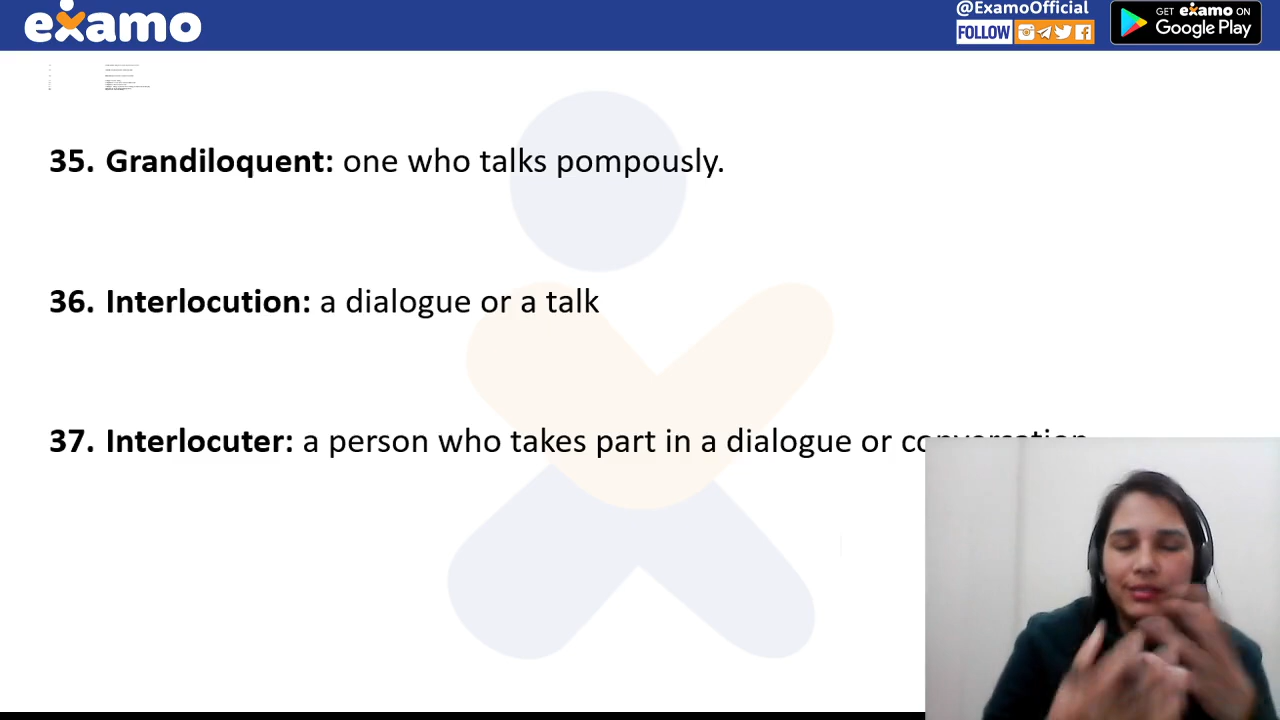 examo
@ExamoOfficial
FOLLOW
GET examo ON
Google Play
35. Grandiloquent: one who talks pompously.
36. Interlocution: a dialogue or a talk
37. Interlocuter: a person who takes part in a dialogue or conversation